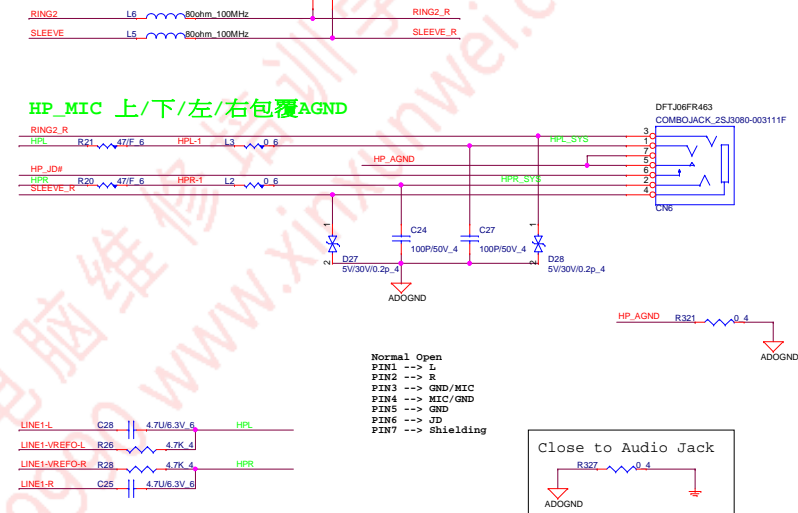 RING2 L6 80ohm_100MHz RING2_R
SLEEVE L5 80ohm_100MHz SLEEVE_R
HP_MIC 上/下/左/右包覆AGND
DFTJ06FR463
COMBOJACK_2SJ3080-003111F
RING2_R
HPL R21 47/F_6 HPL-1 L3 0_6 HPL_SYS
HP_AGND
HP_JD#
HPR R20 47/F_6 HPR-1 L2 0_6 HPR_SYS
SLEEVE_R
3
1
7
5
6
2
4
CN6
1
2
D27
5V/30V/0.2p_4
C24
100P/50V_4
C27
100P/50V_4
1
2
D28
5V/30V/0.2p_4
ADOGND
HP_AGND R321 0_4
ADOGND
Normal Open
PIN1 --> L
PIN2 --> R
PIN3 --> GND/MIC
PIN4 --> MIC/GND
PIN5 --> GND
PIN6 --> JD
PIN7 --> Shielding
LINE1-L C28 4.7U/6.3V_6 HPL
LINE1-VREFO-L R26 4.7K_4
LINE1-VREFO-R R28 4.7K_4 HPR
LINE1-R C25 4.7U/6.3V_6
Close to Audio Jack
R327 0_4
ADOGND